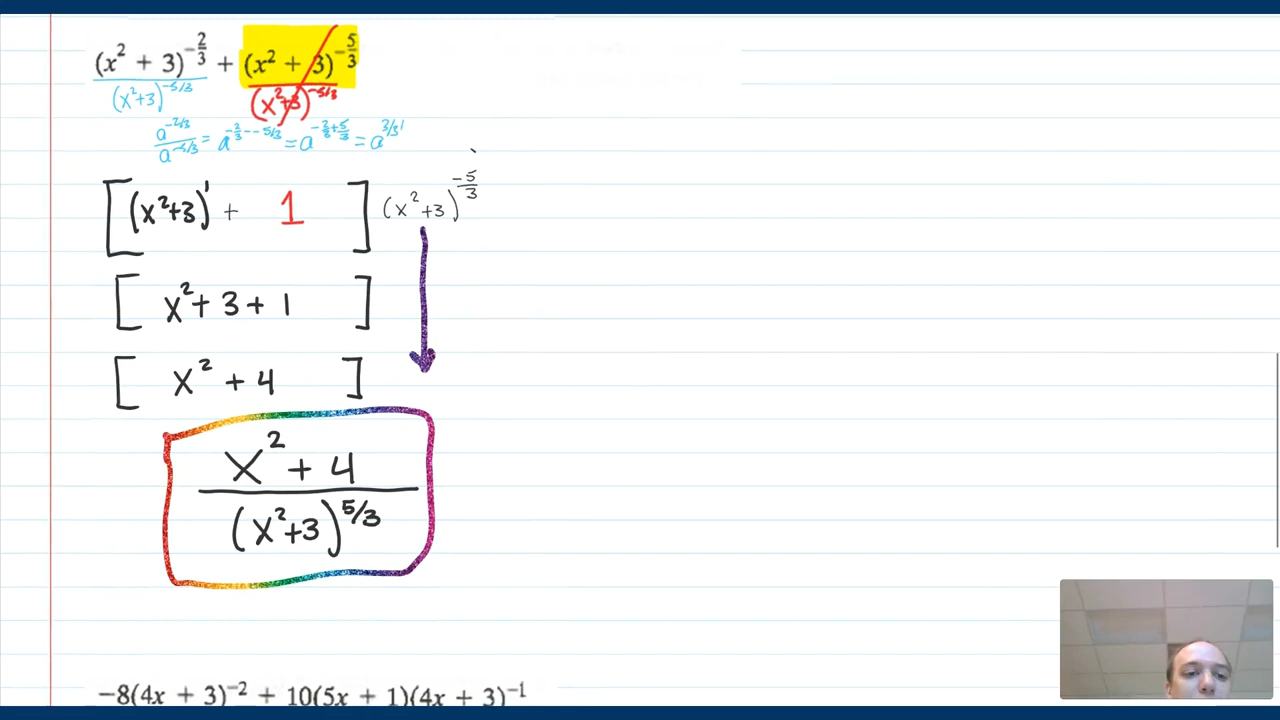 (x² + 3)^{-2/3} + (x² + 3)^{-5/3}
(x²+3)^{-5/3} (x²+3)^{-5/3}
a^{-2/3} / a^{-5/3} = a^{-2/3 - -5/3} = a^{-2/3 + 5/3} = a^{3/3 1}
[(x²+3)^1 + 1] (x²+3)^{-5/3}
[x² + 3 + 1]
[x² + 4]
x² + 4
(x²+3)^{5/3}
−8(4x + 3)^{−2} + 10(5x + 1)(4x + 3)^{−1}